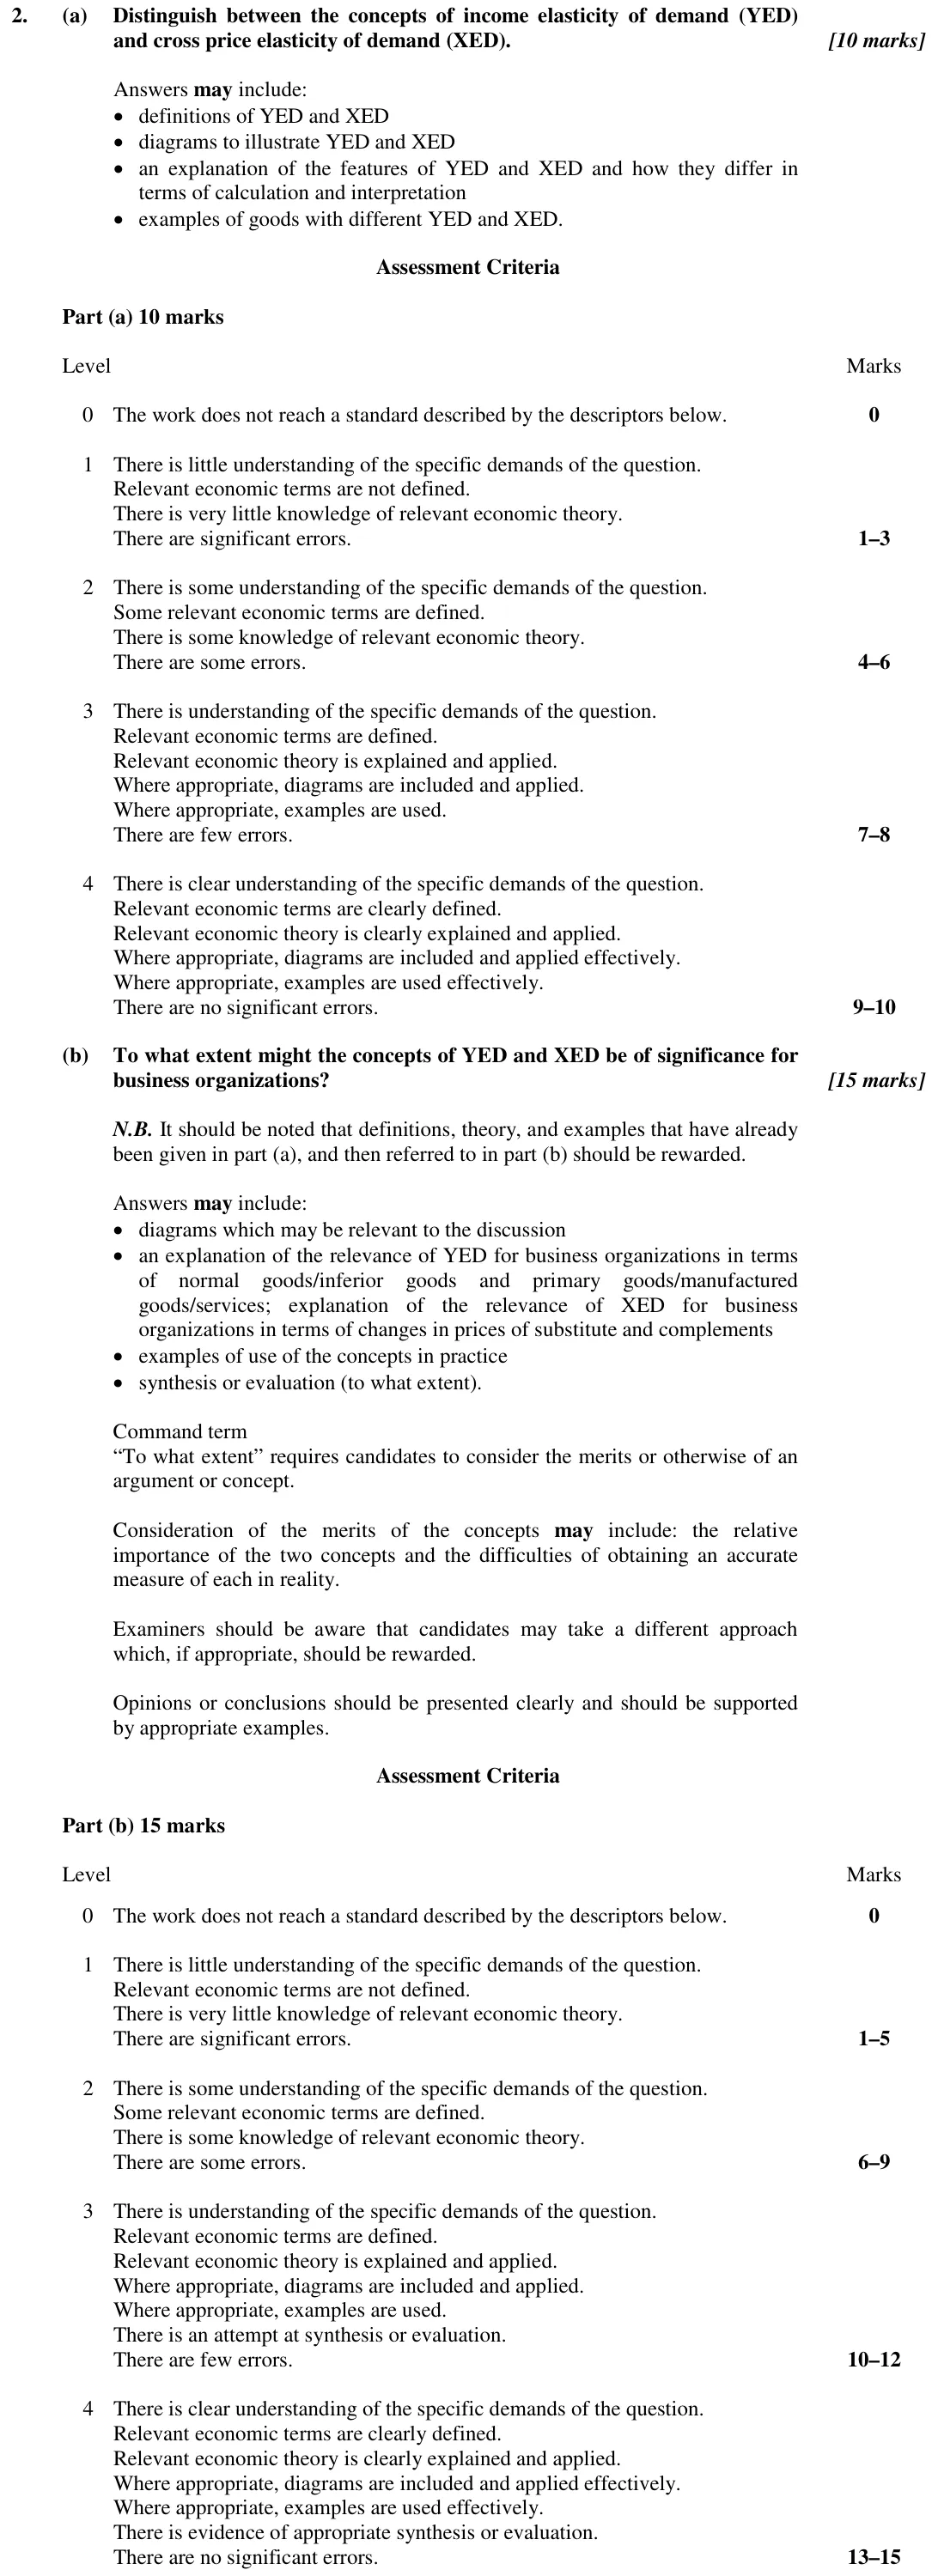 2. (a) Distinguish between the concepts of income elasticity of demand (YED)
and cross price elasticity of demand (XED). [10 marks]
Answers may include:
• definitions of YED and XED
• diagrams to illustrate YED and XED
• an explanation of the features of YED and XED and how they differ in
terms of calculation and interpretation
• examples of goods with different YED and XED.
Assessment Criteria
Part (a) 10 marks
Level Marks
0 The work does not reach a standard described by the descriptors below. 0
1 There is little understanding of the specific demands of the question.
Relevant economic terms are not defined.
There is very little knowledge of relevant economic theory.
There are significant errors. 1–3
2 There is some understanding of the specific demands of the question.
Some relevant economic terms are defined.
There is some knowledge of relevant economic theory.
There are some errors. 4–6
3 There is understanding of the specific demands of the question.
Relevant economic terms are defined.
Relevant economic theory is explained and applied.
Where appropriate, diagrams are included and applied.
Where appropriate, examples are used.
There are few errors. 7–8
4 There is clear understanding of the specific demands of the question.
Relevant economic terms are clearly defined.
Relevant economic theory is clearly explained and applied.
Where appropriate, diagrams are included and applied effectively.
Where appropriate, examples are used effectively.
There are no significant errors. 9–10
(b) To what extent might the concepts of YED and XED be of significance for
business organizations? [15 marks]
N.B. It should be noted that definitions, theory, and examples that have already
been given in part (a), and then referred to in part (b) should be rewarded.
Answers may include:
• diagrams which may be relevant to the discussion
• an explanation of the relevance of YED for business organizations in terms
of normal goods/inferior goods and primary goods/manufactured
goods/services; explanation of the relevance of XED for business
organizations in terms of changes in prices of substitute and complements
• examples of use of the concepts in practice
• synthesis or evaluation (to what extent).
Command term
“To what extent” requires candidates to consider the merits or otherwise of an
argument or concept.
Consideration of the merits of the concepts may include: the relative
importance of the two concepts and the difficulties of obtaining an accurate
measure of each in reality.
Examiners should be aware that candidates may take a different approach
which, if appropriate, should be rewarded.
Opinions or conclusions should be presented clearly and should be supported
by appropriate examples.
Assessment Criteria
Part (b) 15 marks
Level Marks
0 The work does not reach a standard described by the descriptors below. 0
1 There is little understanding of the specific demands of the question.
Relevant economic terms are not defined.
There is very little knowledge of relevant economic theory.
There are significant errors. 1–5
2 There is some understanding of the specific demands of the question.
Some relevant economic terms are defined.
There is some knowledge of relevant economic theory.
There are some errors. 6–9
3 There is understanding of the specific demands of the question.
Relevant economic terms are defined.
Relevant economic theory is explained and applied.
Where appropriate, diagrams are included and applied.
Where appropriate, examples are used.
There is an attempt at synthesis or evaluation.
There are few errors. 10–12
4 There is clear understanding of the specific demands of the question.
Relevant economic terms are clearly defined.
Relevant economic theory is clearly explained and applied.
Where appropriate, diagrams are included and applied effectively.
Where appropriate, examples are used effectively.
There is evidence of appropriate synthesis or evaluation.
There are no significant errors. 13–15